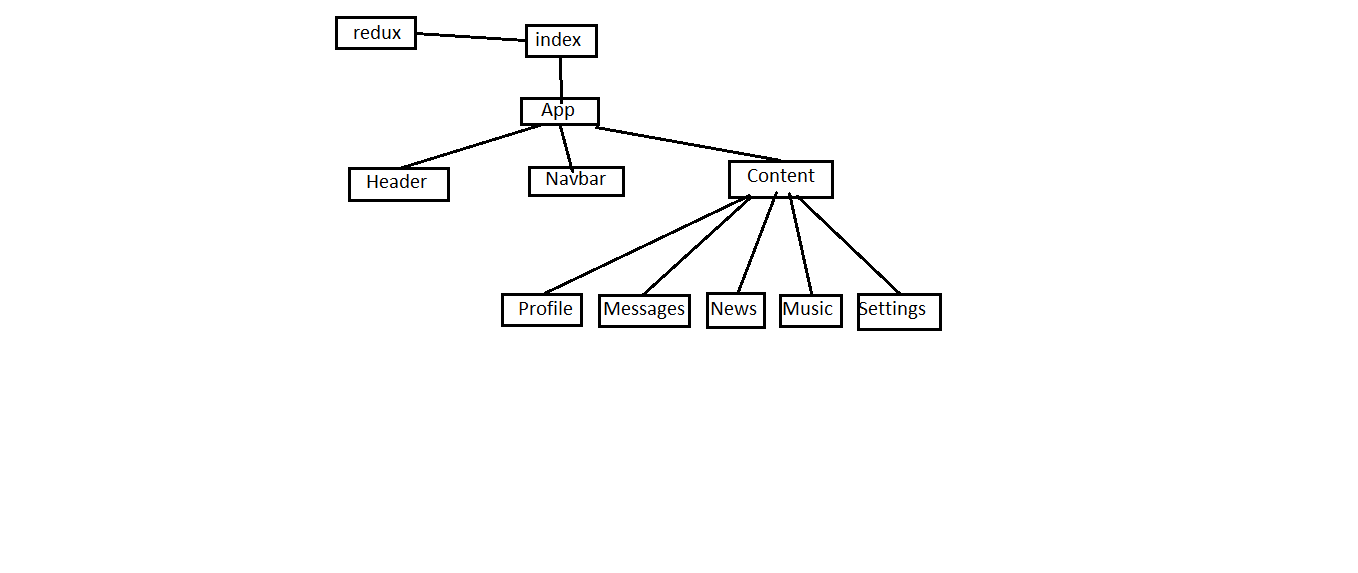 redux
index
App
Header
Navbar
Content
Profile
Messages
News
Music
Settings